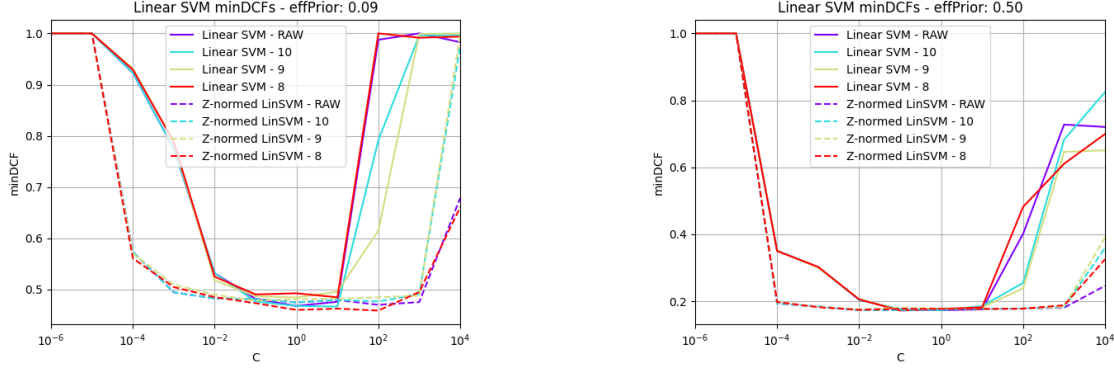 Linear SVM minDCFs - effPrior: 0.09
1.0
0.9
0.8
0.7
0.6
0.5
minDCF
Linear SVM - RAW
Linear SVM - 10
Linear SVM - 9
Linear SVM - 8
Z-normed LinSVM - RAW
Z-normed LinSVM - 10
Z-normed LinSVM - 9
Z-normed LinSVM - 8
10⁻⁶ 10⁻⁴ 10⁻² 10⁰ 10² 10⁴
C
Linear SVM minDCFs - effPrior: 0.50
1.0
0.8
0.6
0.4
0.2
minDCF
Linear SVM - RAW
Linear SVM - 10
Linear SVM - 9
Linear SVM - 8
Z-normed LinSVM - RAW
Z-normed LinSVM - 10
Z-normed LinSVM - 9
Z-normed LinSVM - 8
10⁻⁶ 10⁻⁴ 10⁻² 10⁰ 10² 10⁴
C